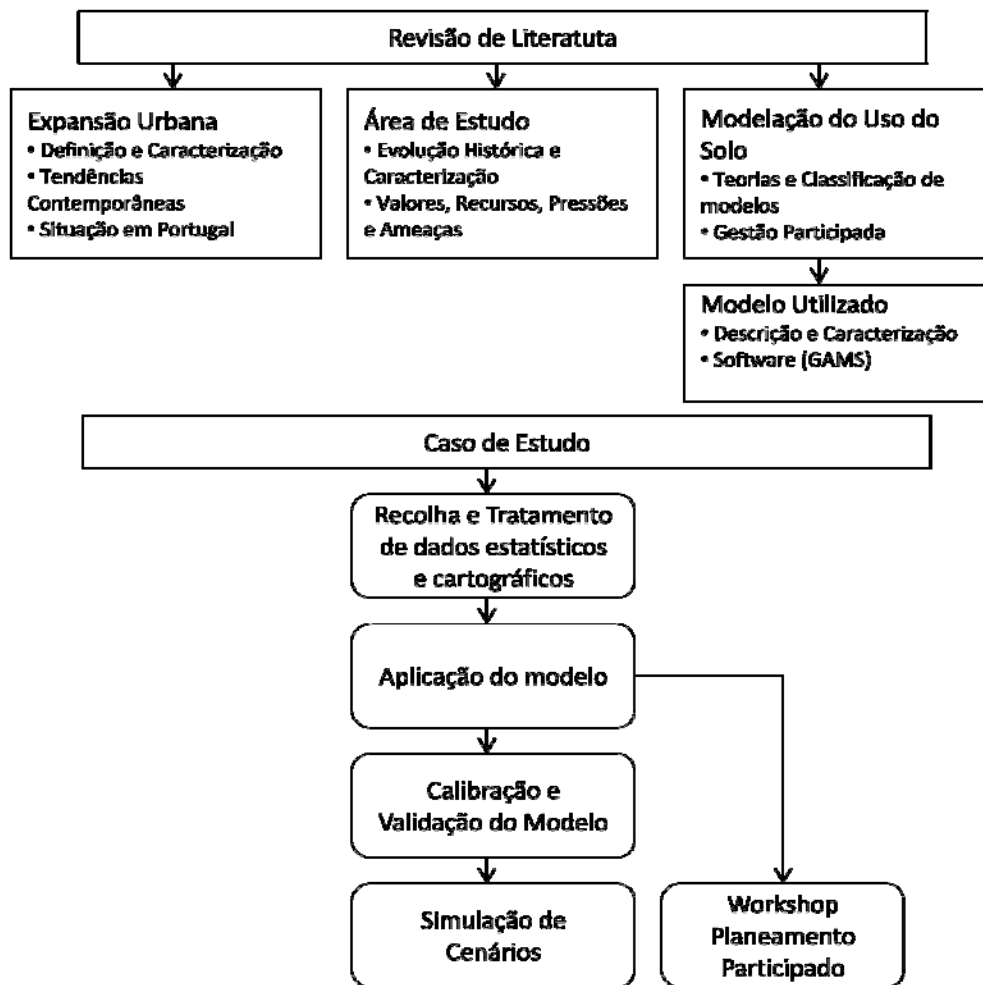 Revisão de Literatuta
Expansão Urbana
• Definição e Caracterização
• Tendências
Contemporâneas
• Situação em Portugal
Área de Estudo
• Evolução Histórica e
Caracterização
• Valores, Recursos, Pressões
e Ameaças
Modelação do Uso do
Solo
• Teorias e Classificação de
modelos
• Gestão Participada
Modelo Utilizado
• Descrição e Caracterização
• Software (GAMS)
Caso de Estudo
Recolha e Tratamento
de dados estatísticos
e cartográficos
Aplicação do modelo
Calibração e
Validação do Modelo
Simulação de
Cenários
Workshop
Planeamento
Participado